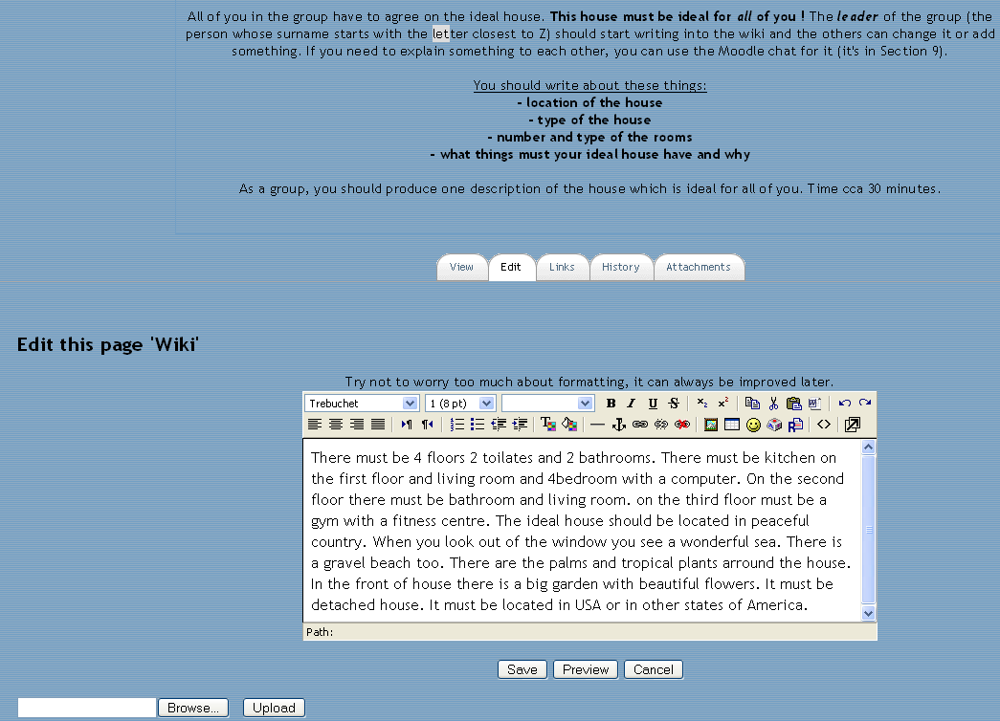 All of you in the group have to agree on the ideal house. This house must be ideal for all of you ! The leader of the group (the
person whose surname starts with the letter closest to Z) should start writing into the wiki and the others can change it or add
something. If you need to explain something to each other, you can use the Moodle chat for it (it's in Section 9).
You should write about these things:
- location of the house
- type of the house
- number and type of the rooms
- what things must your ideal house have and why
As a group, you should produce one description of the house which is ideal for all of you. Time cca 30 minutes.
View Edit Links History Attachments
Edit this page 'Wiki'
Try not to worry too much about formatting, it can always be improved later.
Trebuchet 1 (8 pt) B I U S x₂ x²
There must be 4 floors 2 toilates and 2 bathrooms. There must be kitchen on
the first floor and living room and 4bedroom with a computer. On the second
floor there must be bathroom and living room. on the third floor must be a
gym with a fitness centre. The ideal house should be located in peaceful
country. When you look out of the window you see a wonderful sea. There is
a gravel beach too. There are the palms and tropical plants arround the house.
In the front of house there is a big garden with beautiful flowers. It must be
detached house. It must be located in USA or in other states of America.
Path:
Save Preview Cancel
Browse... Upload